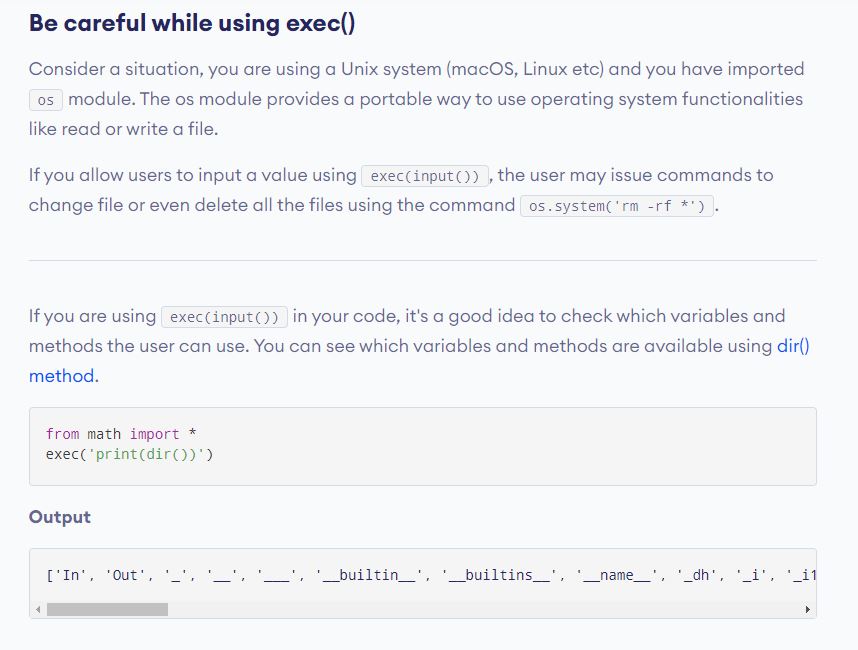 Be careful while using exec()
Consider a situation, you are using a Unix system (macOS, Linux etc) and you have imported
os module. The os module provides a portable way to use operating system functionalities
like read or write a file.
If you allow users to input a value using exec(input()), the user may issue commands to
change file or even delete all the files using the command os.system('rm -rf *').
If you are using exec(input()) in your code, it's a good idea to check which variables and
methods the user can use. You can see which variables and methods are available using dir()
method.
from math import *
exec('print(dir())')
Output
['In', 'Out', '_', '__', '___', '__builtin__', '__builtins__', '__name__', '_dh', '_i', '_i1